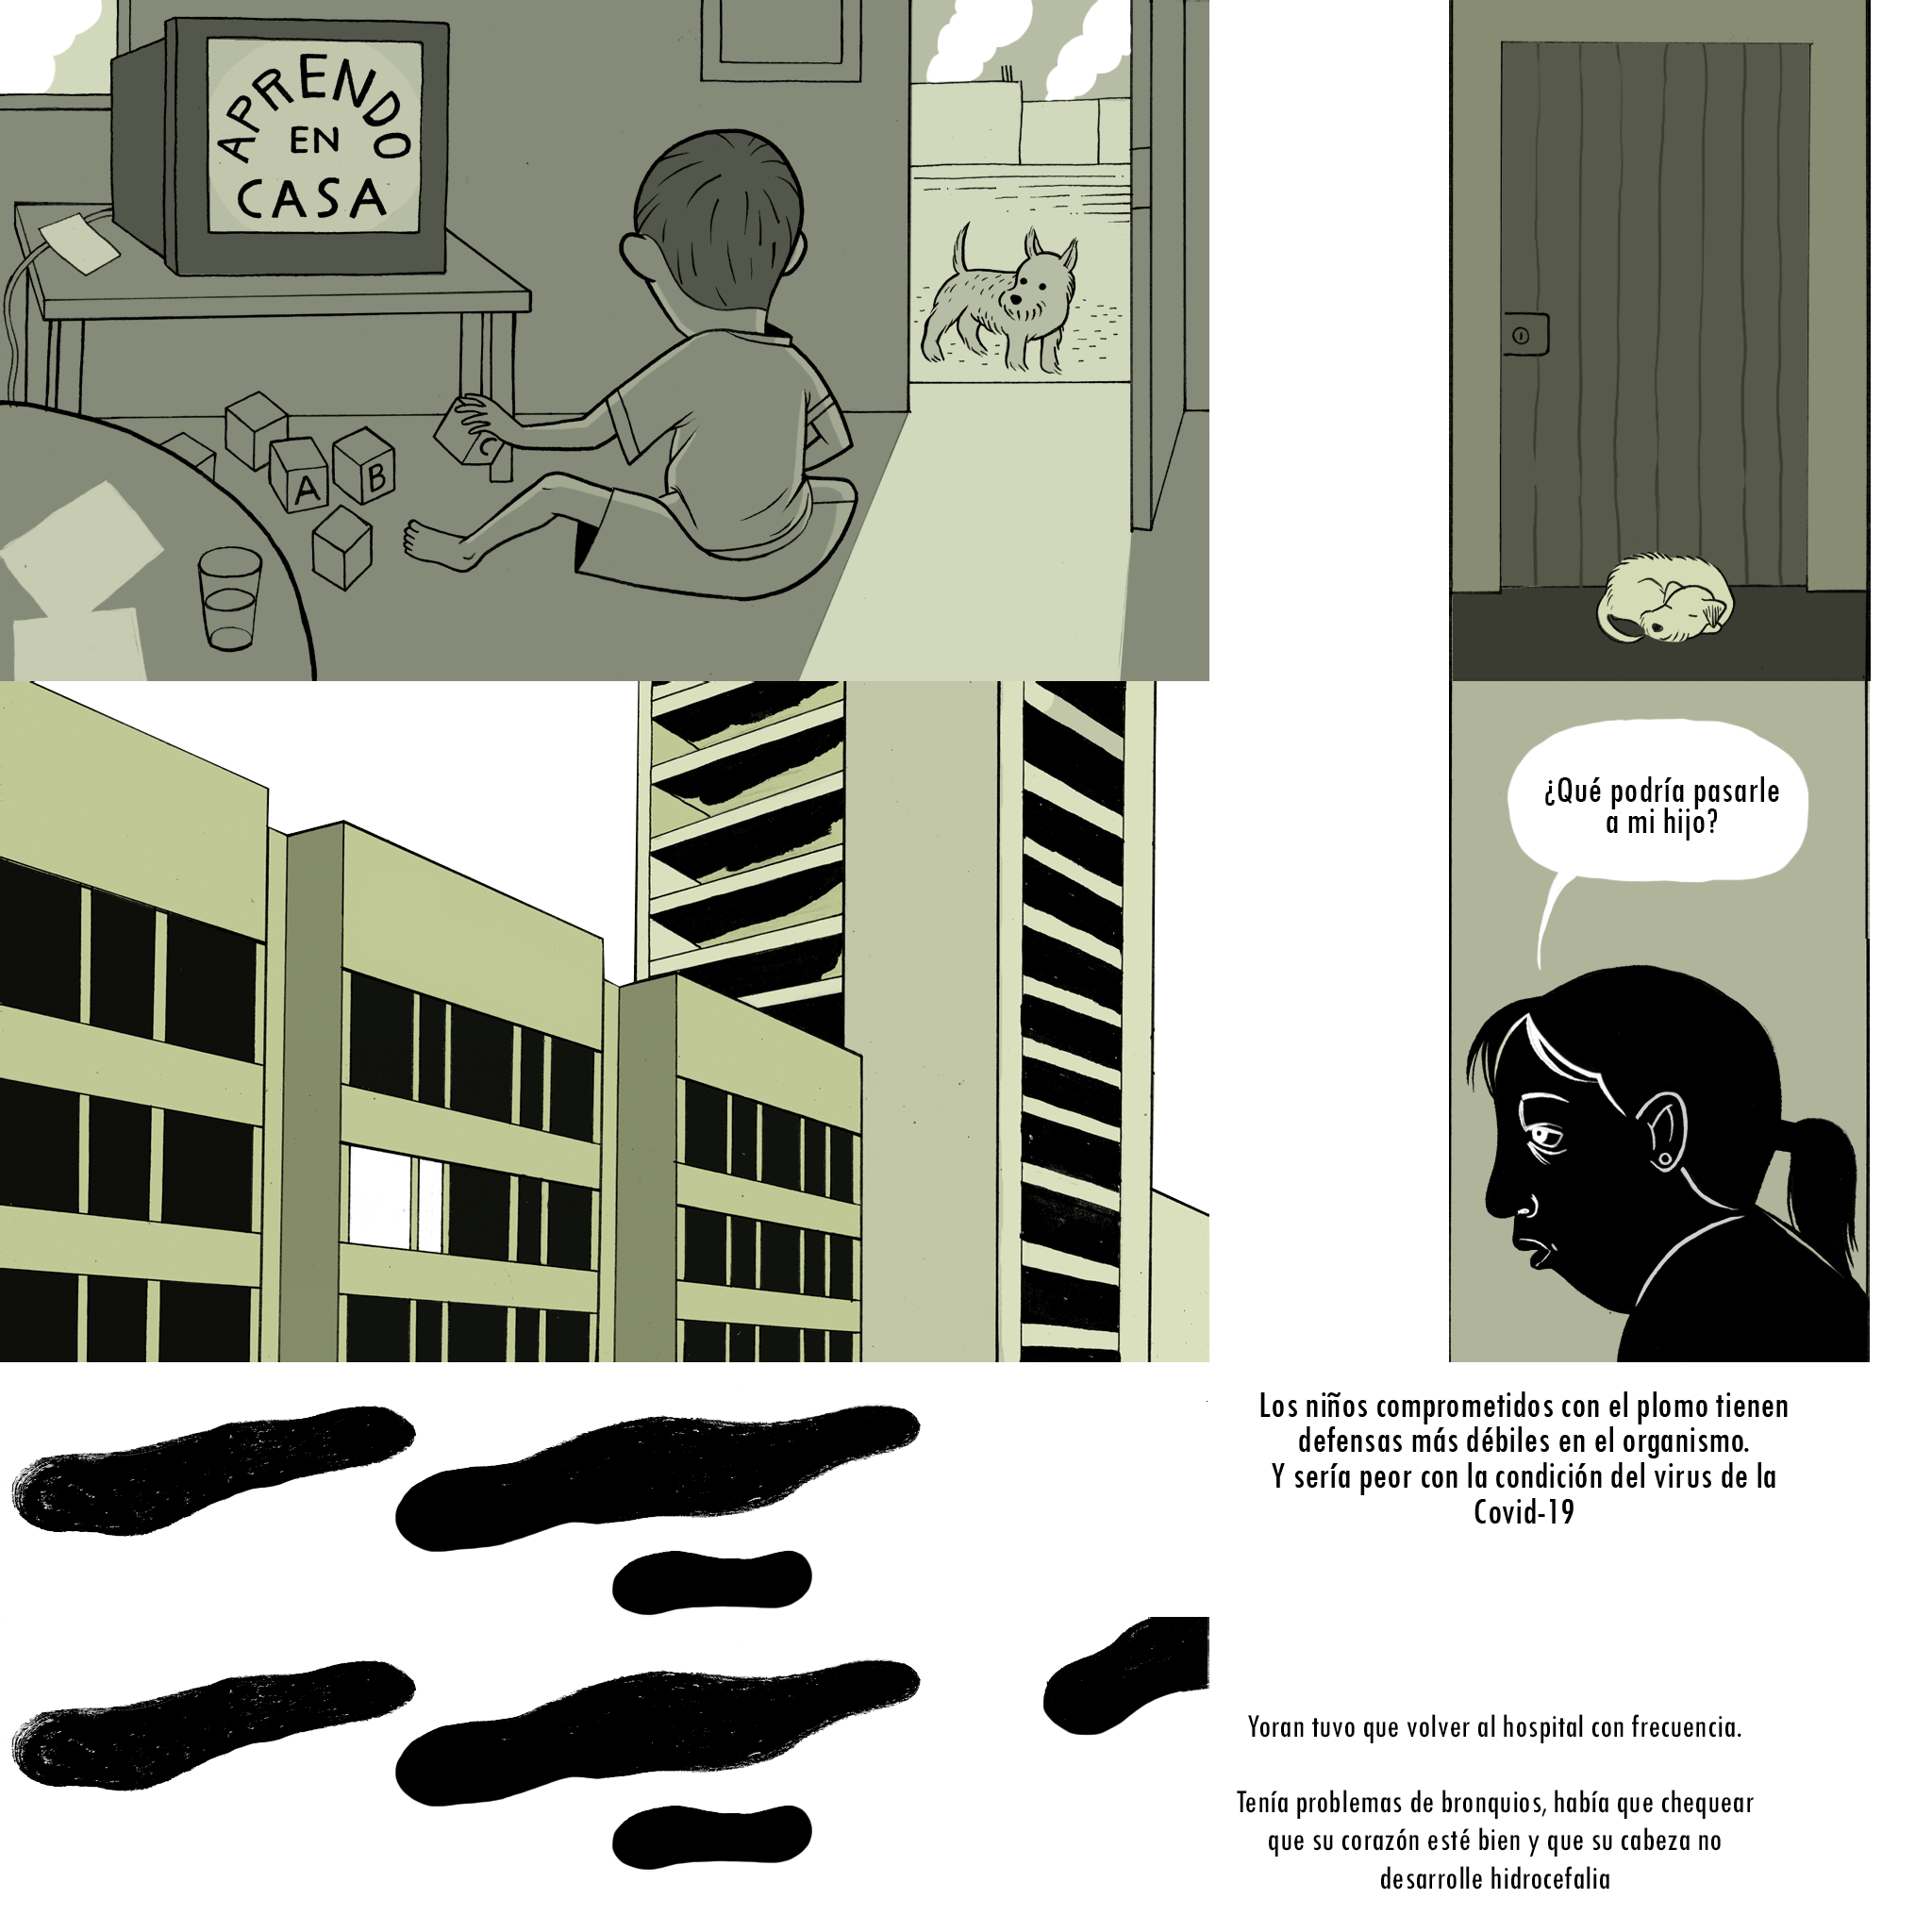 APRENDO
EN
CASA
A
B
C
¿Qué podría pasarle
a mi hijo?
Los niños comprometidos con el plomo tienen
defensas más débiles en el organismo.
Y sería peor con la condición del virus de la
Covid-19
Yoran tuvo que volver al hospital con frecuencia.
Tenía problemas de bronquios, había que chequear
que su corazón esté bien y que su cabeza no
desarrolle hidrocefalia